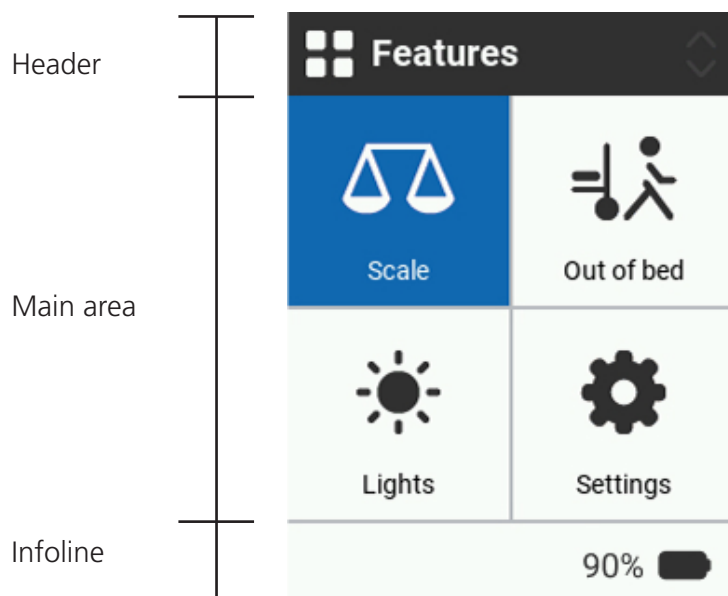 Header
Features
Main area
Scale
Out of bed
Lights
Settings
Infoline
90%